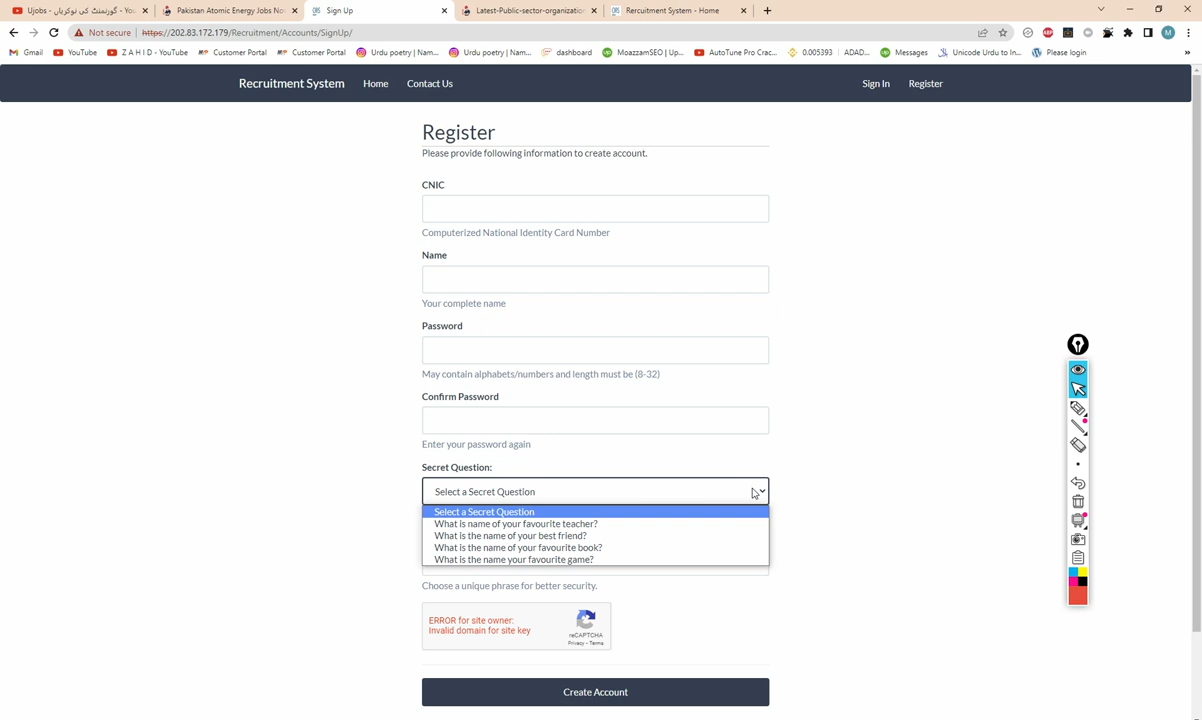 Ujobs - گورنمنٹ کی نوکریاں - You
Pakistan Atomic Energy Jobs Nov
Sign Up
Latest-Public-sector-organization
Rercuitment System - Home
Not secure
https://202.83.172.179/Recruitment/Accounts/SignUp/
Gmail
YouTube
Z A H I D - YouTube
Customer Portal
Customer Portal
Urdu poetry | Nam...
Urdu poetry | Nam...
dashboard
MoazzamSEO | Up...
AutoTune Pro Crac...
0.005393 ADAD...
Messages
Unicode Urdu to In...
Please login
»
Recruitment System
Home
Contact Us
Sign In
Register
Register
Please provide following information to create account.
CNIC
Computerized National Identity Card Number
Name
Your complete name
Password
May contain alphabets/numbers and length must be (8-32)
Confirm Password
Enter your password again
Secret Question:
Select a Secret Question
Select a Secret Question
What is name of your favourite teacher?
What is the name of your best friend?
What is the name of your favourite book?
What is the name your favourite game?
Choose a unique phrase for better security.
ERROR for site owner:
Invalid domain for site key
reCAPTCHA
Privacy - Terms
Create Account